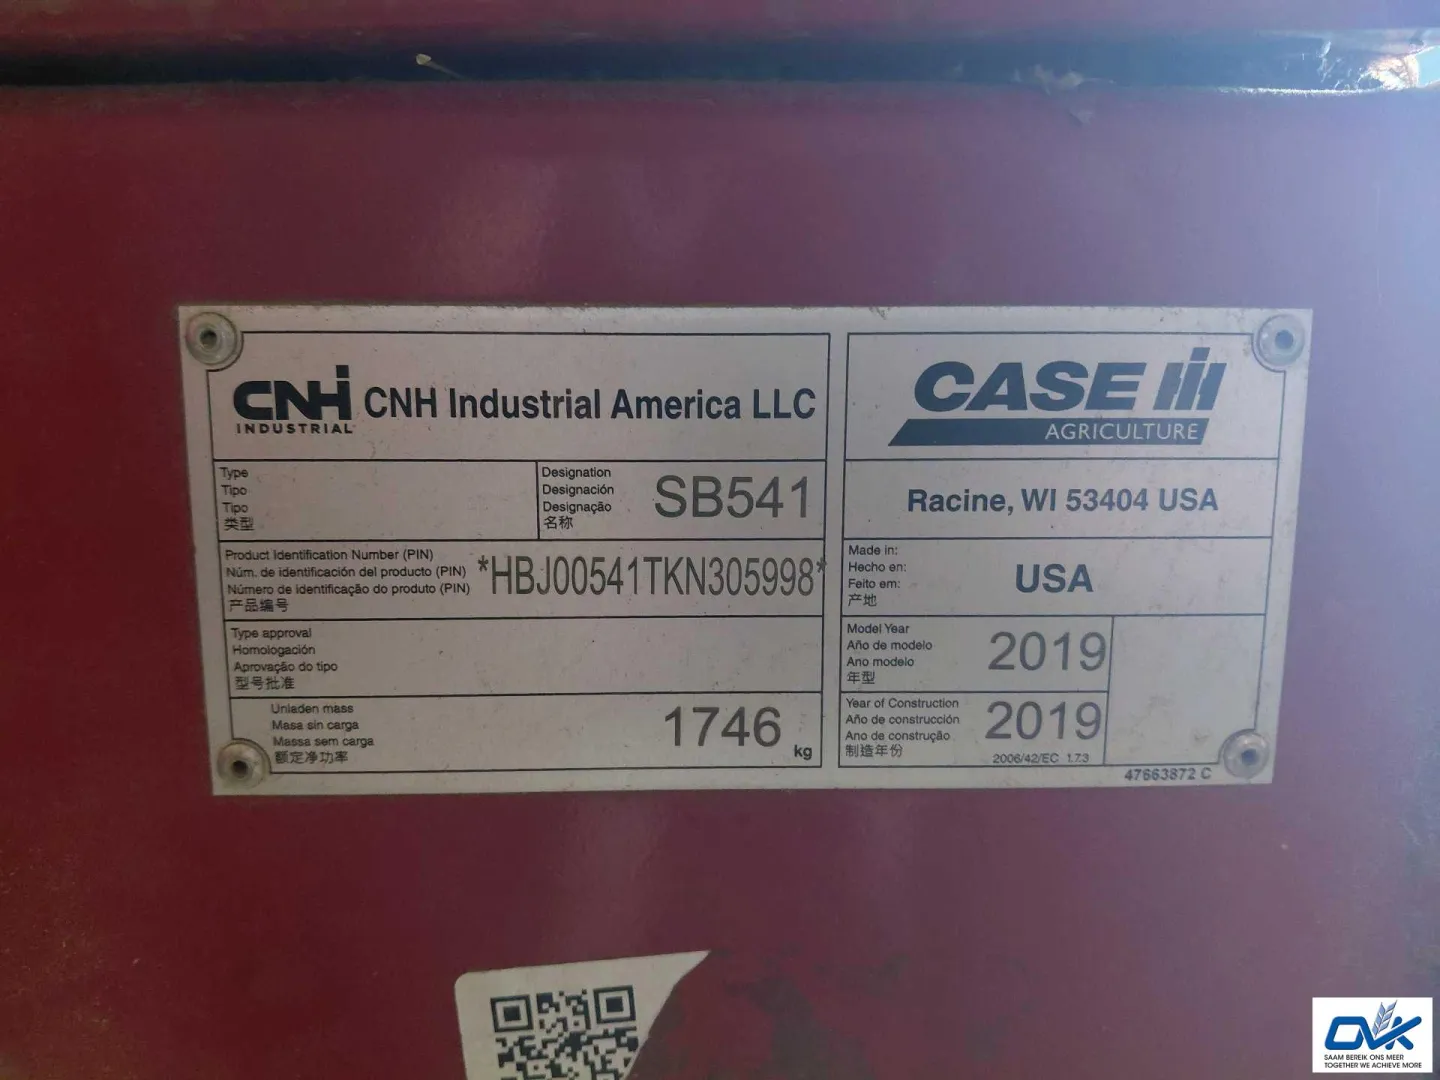 CNH INDUSTRIAL CNH Industrial America LLC
Type
Tipo
Tipo
类型
Designation
Designación
Designação
名称
SB541
Product Identification Number (PIN)
Núm. de identificación del producto (PIN)
Número de identificação do produto (PIN)
产品编号
*HBJ00541TKN305998*
Type approval
Homologación
Aprovação do tipo
型号批准
Unladen mass
Masa sin carga
Massa sem carga
额定净功率
1746 kg
CASE IH
AGRICULTURE
Racine, WI 53404 USA
Made in:
Hecho en:
Feito em:
产地
USA
Model Year
Año de modelo
Ano modelo
年型
2019
Year of Construction
Año de construcción
Ano de construção
制造年份
2019
2006/42/EC 1.7.3
47663872 C
OVK
SAAM BEREIK ONS MEER
TOGETHER WE ACHIEVE MORE